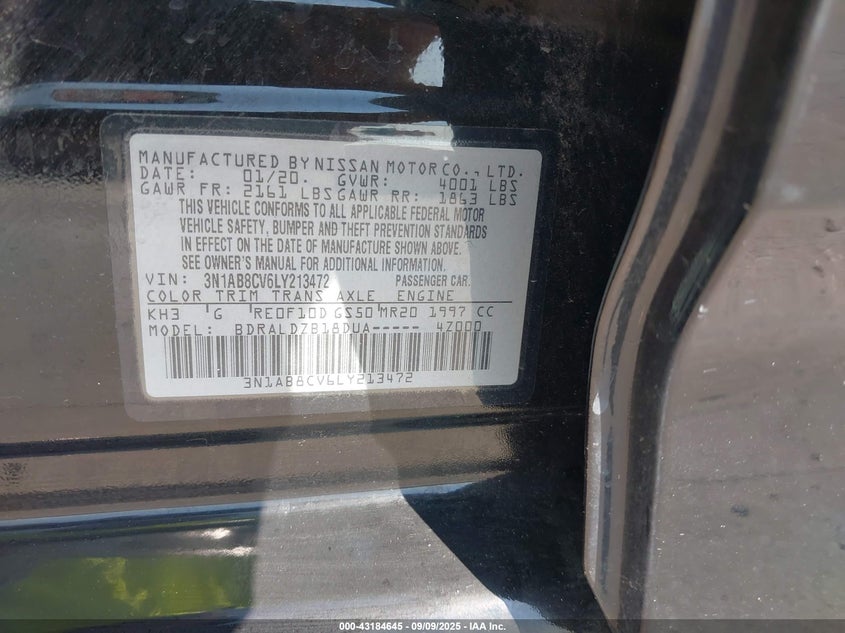 MANUFACTURED BY NISSAN MOTOR CO., LTD.
DATE: 01/20. GVWR: 4001 LBS
GAWR FR: 2161 LBS GAWR RR: 1863 LBS
THIS VEHICLE CONFORMS TO ALL APPLICABLE FEDERAL MOTOR
VEHICLE SAFETY, BUMPER AND THEFT PREVENTION STANDARDS
IN EFFECT ON THE DATE OF MANUFACTURE SHOWN ABOVE.
SEE OWNER'S MANUAL FOR ADDITIONAL INFORMATION.
VIN: 3N1AB8CV6LY213472 PASSENGER CAR.
COLOR TRIM TRANS AXLE ENGINE
KH3 G RE0F10D GS50 MR20 1997 CC
MODEL: BDRALDZB18DUA----- 4Z000
3N1AB8CV6LY213472
000-43184645 - 09/09/2025 - IAA Inc.